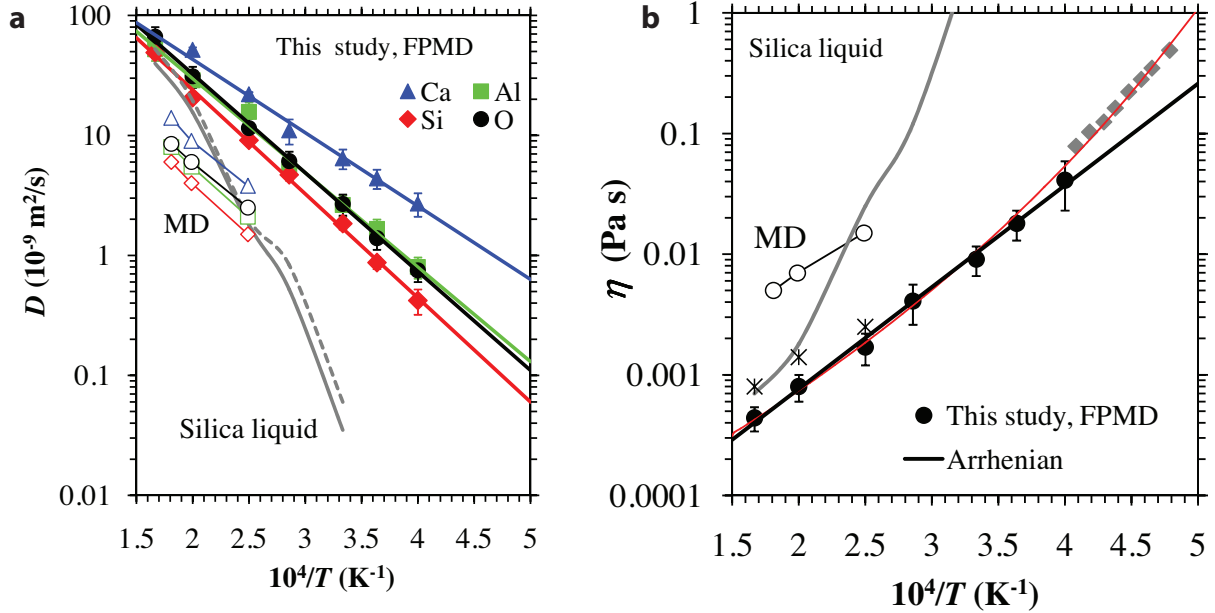 a
100
10
1
0.1
0.01
D (10⁻⁹ m²/s)
This study, FPMD
Ca
Al
Si
O
MD
Silica liquid
1.5 2 2.5 3 3.5 4 4.5 5
10⁴/T (K⁻¹)
b
1
0.1
0.01
0.001
0.0001
η (Pa s)
Silica liquid
MD
This study, FPMD
Arrhenian
1.5 2 2.5 3 3.5 4 4.5 5
10⁴/T (K⁻¹)